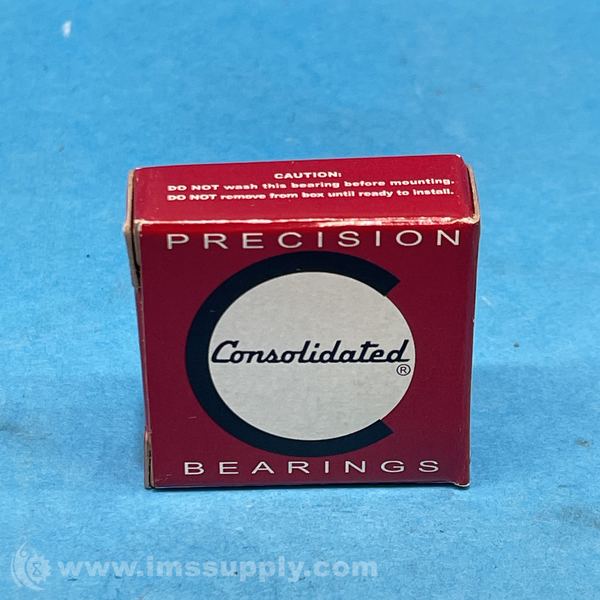 CAUTION:
DO NOT wash this bearing before mounting.
DO NOT remove from box until ready to install.
PRECISION
Consolidated®
BEARINGS
www.imssupply.com